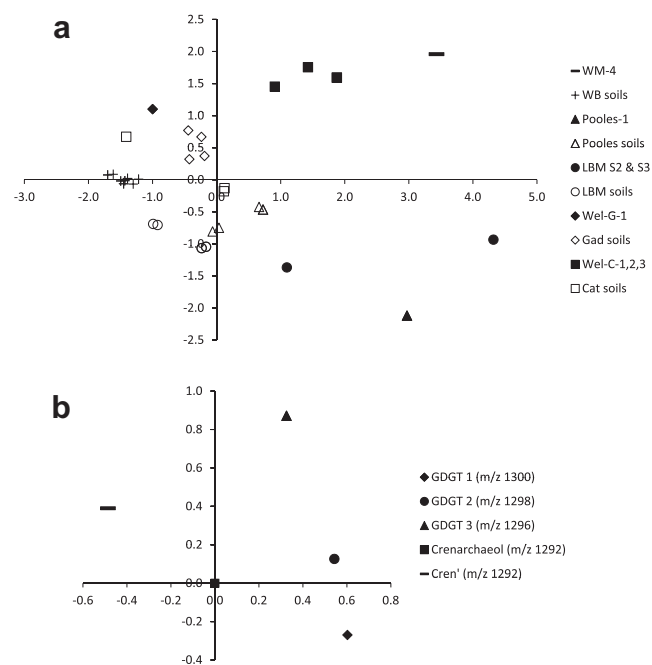 a
2.5
2.0
1.5
1.0
0.5
0.0
-3.0 -2.0 -1.0 0.0 1.0 2.0 3.0 4.0 5.0
-0.5
-1.0
-1.5
-2.0
-2.5
WM-4
WB soils
Pooles-1
Pooles soils
LBM S2 & S3
LBM soils
Wel-G-1
Gad soils
Wel-C-1,2,3
Cat soils
b
1.0
0.8
0.6
0.4
0.2
0.0
-0.6 -0.4 -0.2 0.0 0.2 0.4 0.6 0.8
-0.2
-0.4
GDGT 1 (m/z 1300)
GDGT 2 (m/z 1298)
GDGT 3 (m/z 1296)
Crenarchaeol (m/z 1292)
Cren' (m/z 1292)